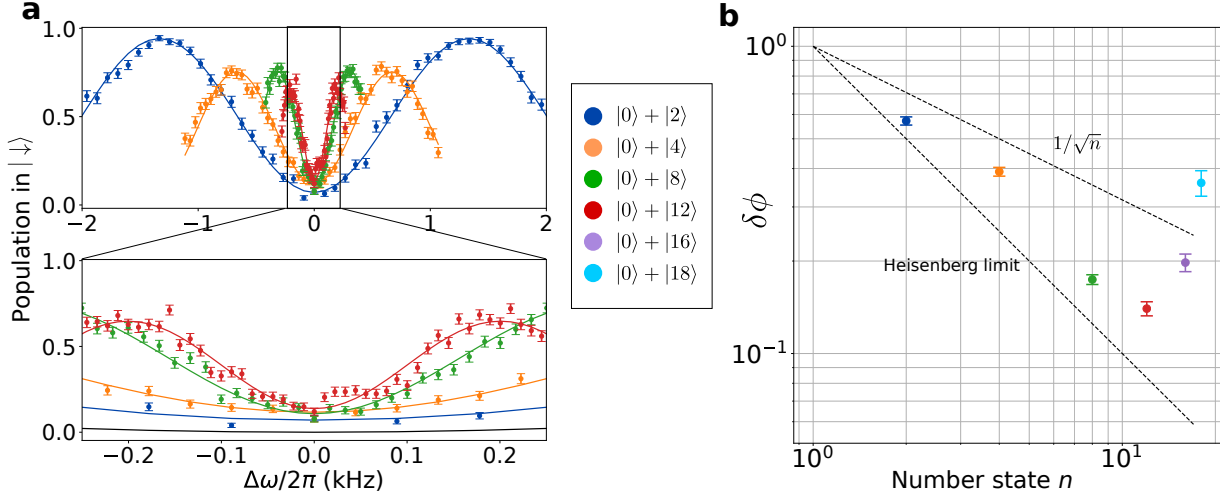 a
Population in |↓⟩
1.0
0.5
0.0
−2
−1
0
1
2
1.0
0.5
0.0
−0.2
−0.1
0.0
0.1
0.2
Δω/2π (kHz)
|0⟩ + |2⟩
|0⟩ + |4⟩
|0⟩ + |8⟩
|0⟩ + |12⟩
|0⟩ + |16⟩
|0⟩ + |18⟩
b
δϕ
10⁰
10⁻¹
1/√n
Heisenberg limit
10⁰
10¹
Number state n